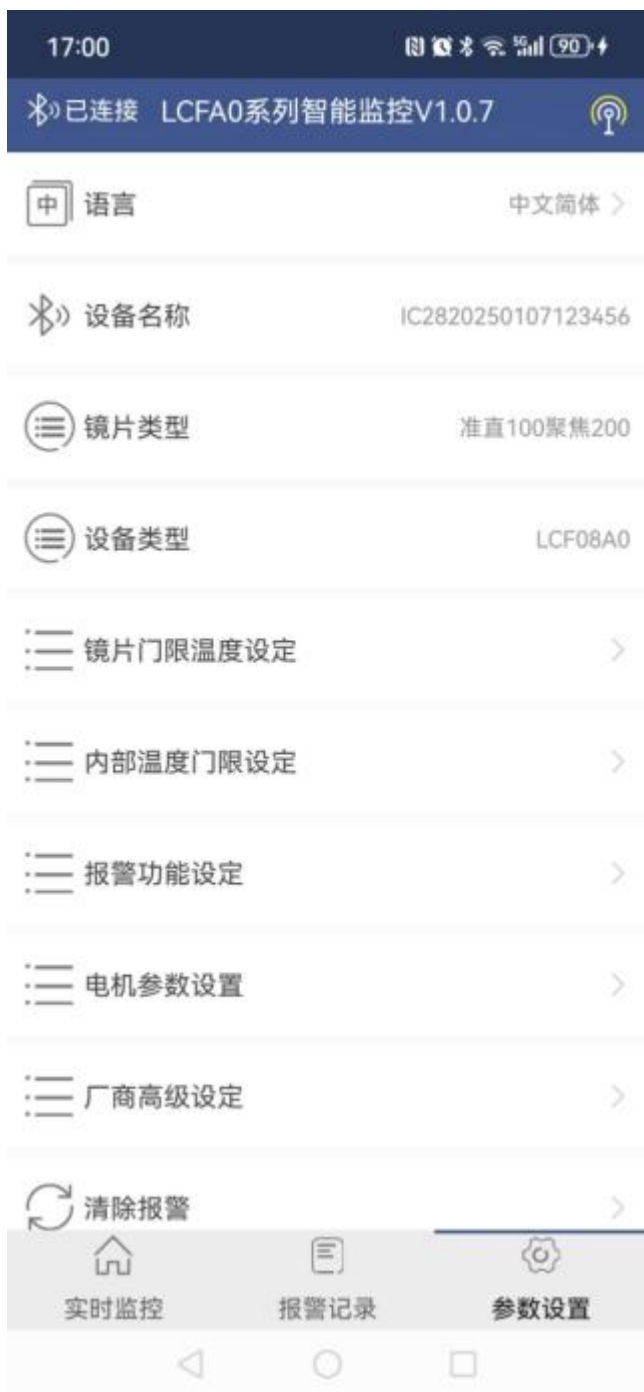 17:00 5G 90
已连接 LCFA0系列智能监控V1.0.7
中 语言 中文简体
设备名称 IC2820250107123456
镜片类型 准直100聚焦200
设备类型 LCF08A0
镜片门限温度设定
内部温度门限设定
报警功能设定
电机参数设置
厂商高级设定
清除报警
实时监控 报警记录 参数设置